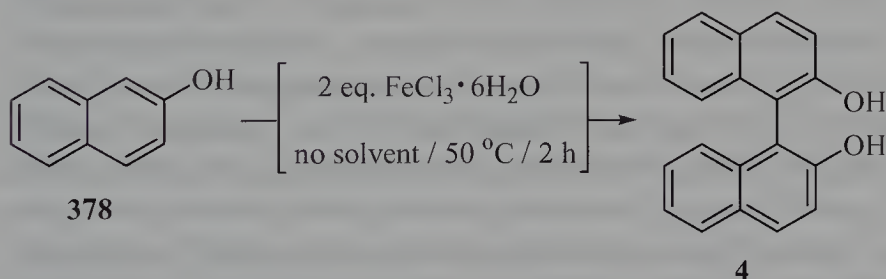 OH
2 eq. FeCl₃•6H₂O
no solvent / 50 °C / 2 h
378
OH
OH
4